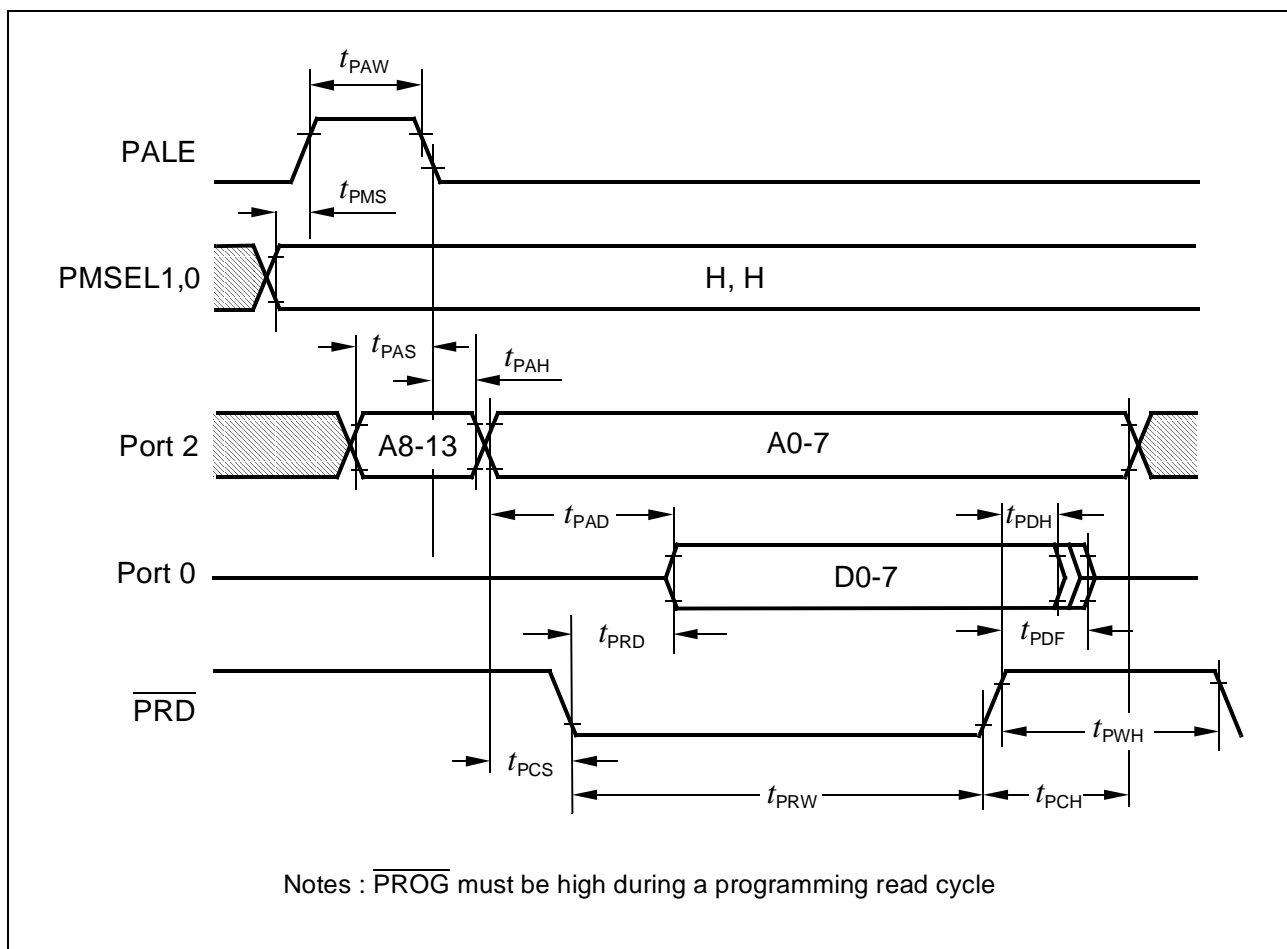 tPAW
PALE
tPMS
PMSEL1,0
H, H
tPAS
tPAH
Port 2
A8-13
A0-7
tPAD
tPDH
Port 0
D0-7
tPRD
tPDF
PRD
tPWH
tPCS
tPRW
tPCH
Notes : PROG must be high during a programming read cycle